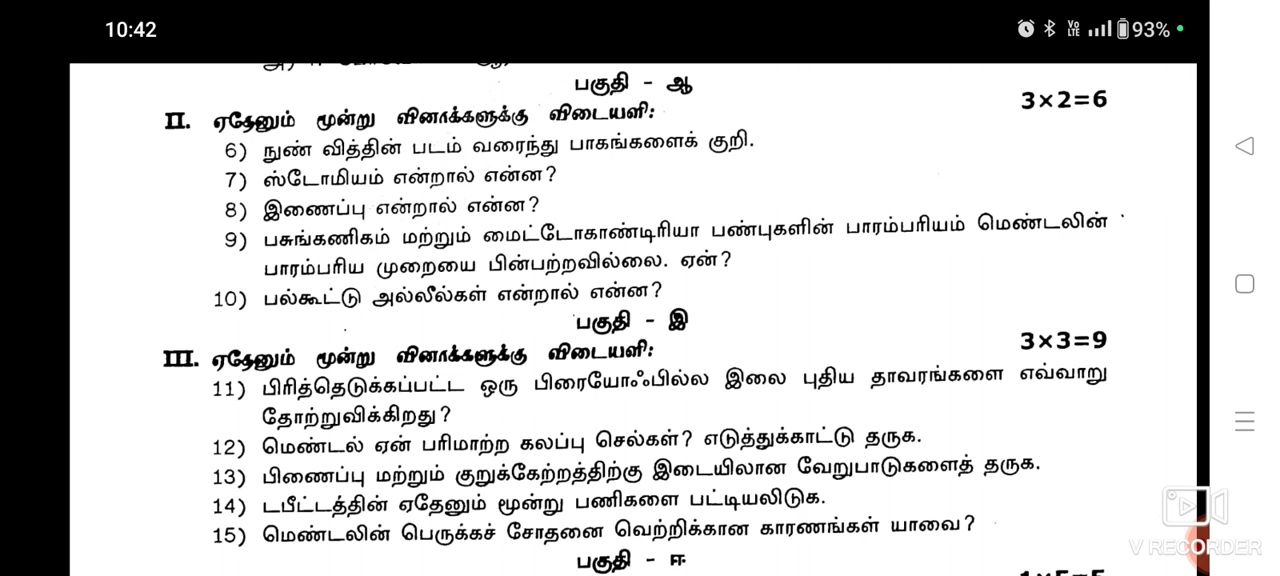 10:42
VoLTE 93%
பகுதி - ஆ
3×2=6
II. ஏதேனும் மூன்று வினாக்களுக்கு விடையளி:
6) நுண் வித்தின் படம் வரைந்து பாகங்களைக் குறி.
7) ஸ்டோமியம் என்றால் என்ன?
8) இணைப்பு என்றால் என்ன?
9) பசுங்கணிகம் மற்றும் மைட்டோகாண்டிரியா பண்புகளின் பாரம்பரியம் மெண்டலின்
பாரம்பரிய முறையை பின்பற்றவில்லை. ஏன்?
10) பல்கூட்டு அல்லீல்கள் என்றால் என்ன?
பகுதி - இ
3×3=9
III. ஏதேனும் மூன்று வினாக்களுக்கு விடையளி:
11) பிரித்தெடுக்கப்பட்ட ஒரு பிரையோஃபில்ல இலை புதிய தாவரங்களை எவ்வாறு
தோற்றுவிக்கிறது?
12) மெண்டல் ஏன் பரிமாற்ற கலப்பு செல்கள்? எடுத்துக்காட்டு தருக.
13) பிணைப்பு மற்றும் குறுக்கேற்றத்திற்கு இடையிலான வேறுபாடுகளைத் தருக.
14) டபீட்டத்தின் ஏதேனும் மூன்று பணிகளை பட்டியலிடுக.
15) மெண்டலின் பெருக்கச் சோதனை வெற்றிக்கான காரணங்கள் யாவை?
பகுதி - ஈ
V RECORDER